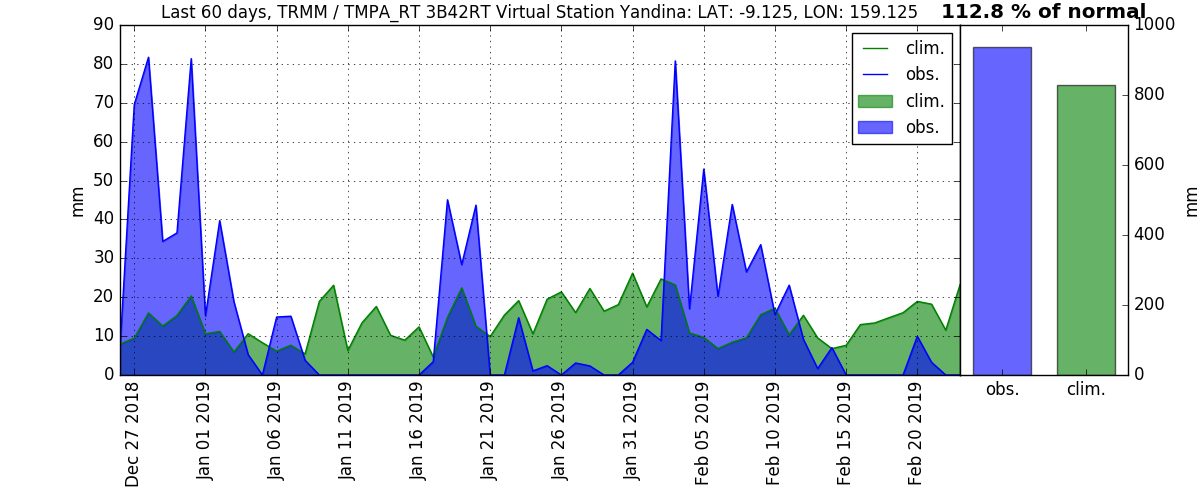 Last 60 days, TRMM / TMPA_RT 3B42RT Virtual Station Yandina: LAT: -9.125, LON: 159.125
112.8 % of normal
90
80
70
60
50
40
30
20
10
0
mm
clim.
obs.
clim.
obs.
Dec 27 2018
Jan 01 2019
Jan 06 2019
Jan 11 2019
Jan 16 2019
Jan 21 2019
Jan 26 2019
Jan 31 2019
Feb 05 2019
Feb 10 2019
Feb 15 2019
Feb 20 2019
1000
800
600
400
200
0
mm
obs.
clim.